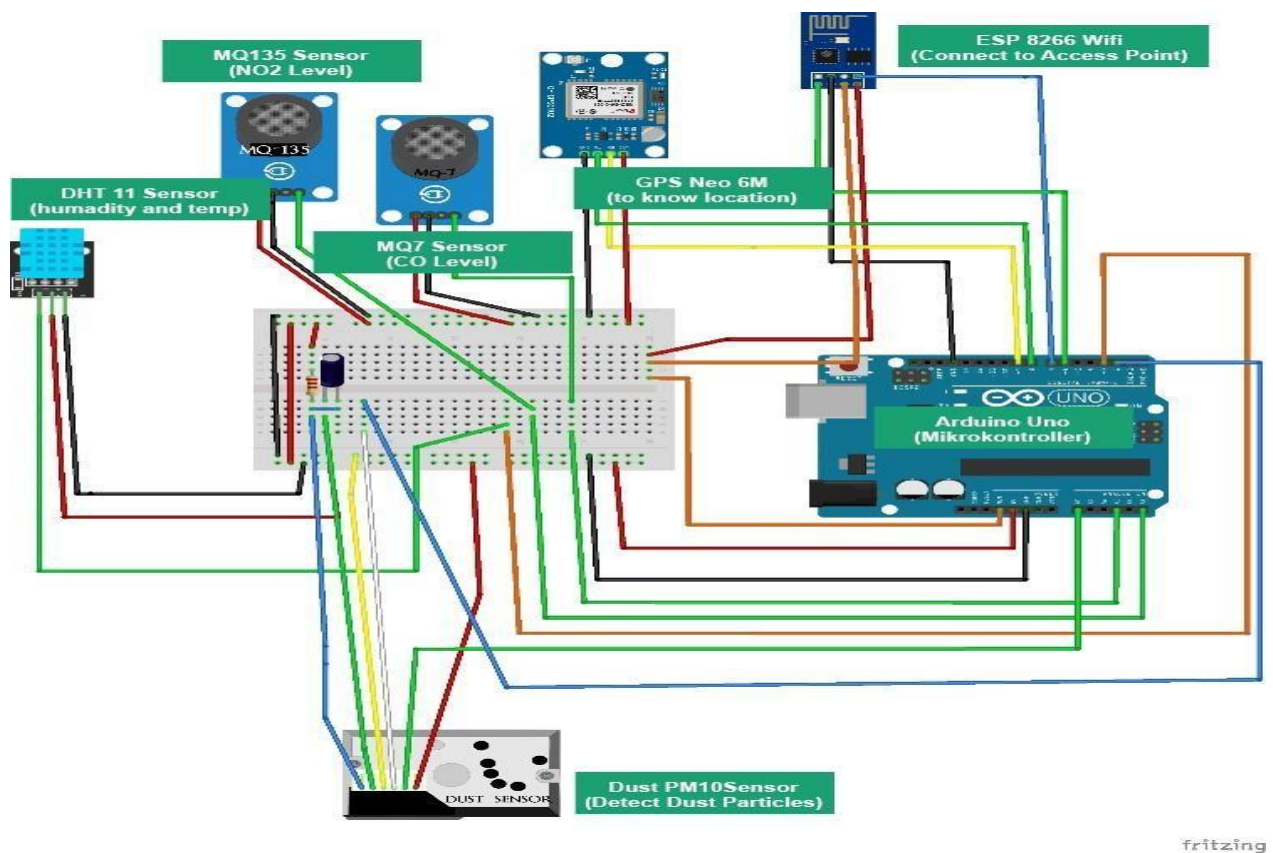 MQ135 Sensor
(NO2 Level)
ESP 8266 Wifi
(Connect to Access Point)
MQ-135
MQ-7
DHT 11 Sensor
(humadity and temp)
GPS Neo 6M
(to know location)
MQ7 Sensor
(CO Level)
UNO
Arduino Uno
(Mikrokontroller)
DUST SENSOR
Dust PM10Sensor
(Detect Dust Particles)
fritzing